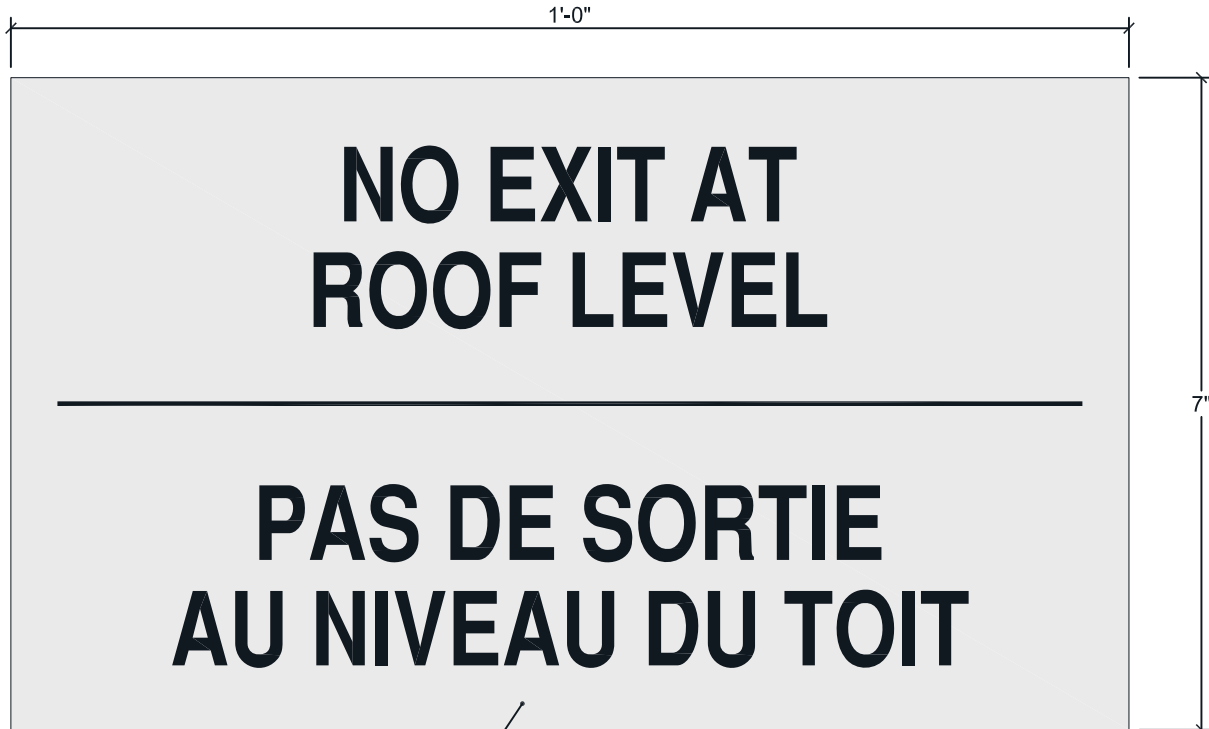 1'-0"
NO EXIT AT
ROOF LEVEL
7"
PAS DE SORTIE
AU NIVEAU DU TOIT